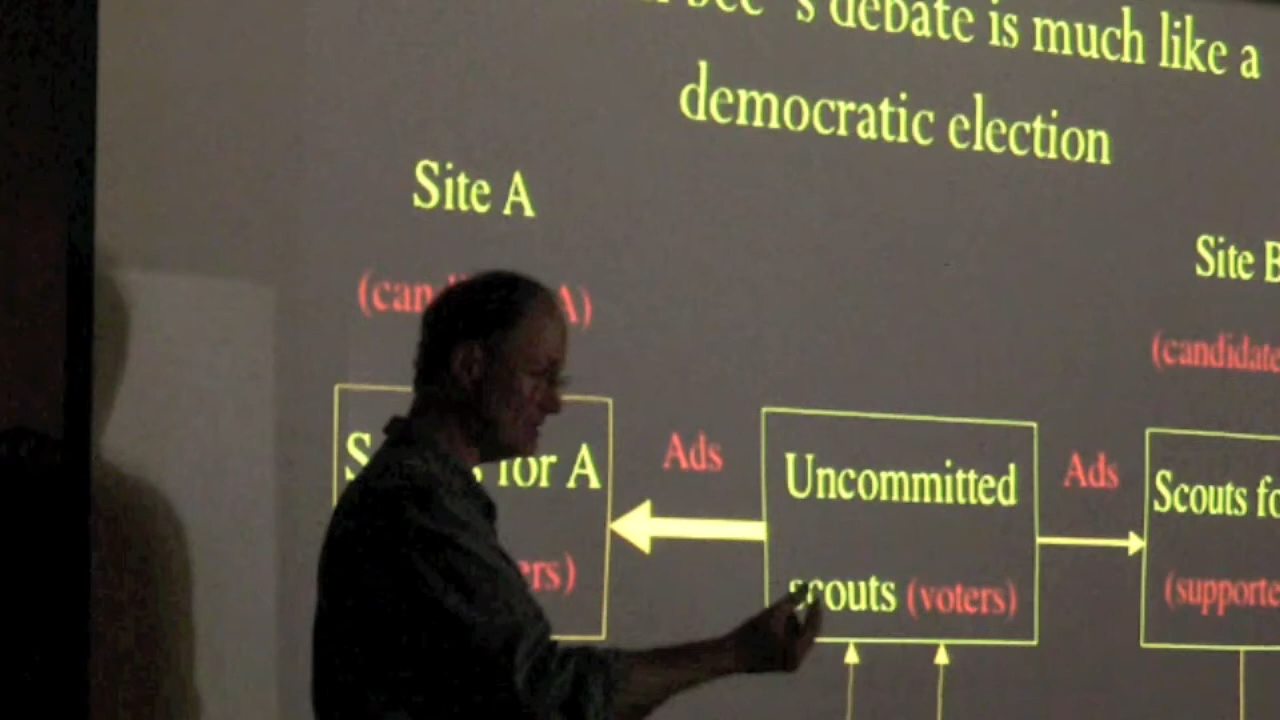 's debate is much like a
democratic election
Site A
Site B
(can A)
(candidate
Ads
Ads
for A
Uncommitted
Scouts fo
scouts (voters)
ers)
(supporte